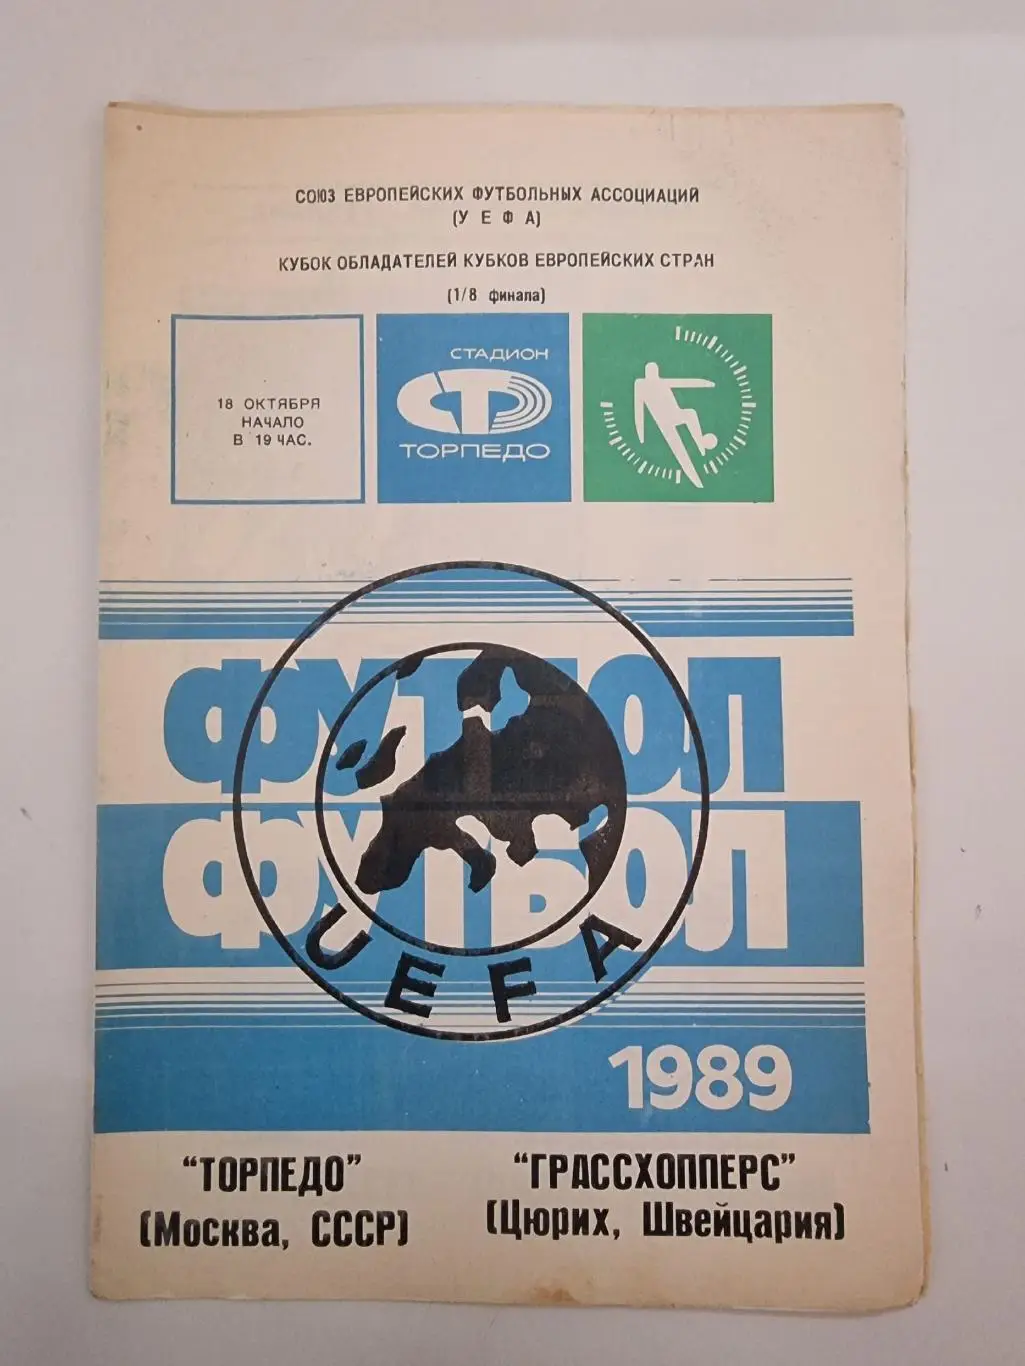 СОЮЗ ЕВРОПЕЙСКИХ ФУТБОЛЬНЫХ АССОЦИАЦИЙ
(У Е Ф А)
КУБОК ОБЛАДАТЕЛЕЙ КУБКОВ ЕВРОПЕЙСКИХ СТРАН
(1/8 финала)
18 ОКТЯБРЯ
НАЧАЛО
В 19 ЧАС.
СТАДИОН
СТ
ТОРПЕДО
ФУТБОЛ
ФУТБОЛ
UEFA
1989
"ТОРПЕДО"
(Москва, СССР)
"ГРАССХОППЕРС"
(Цюрих, Швейцария)